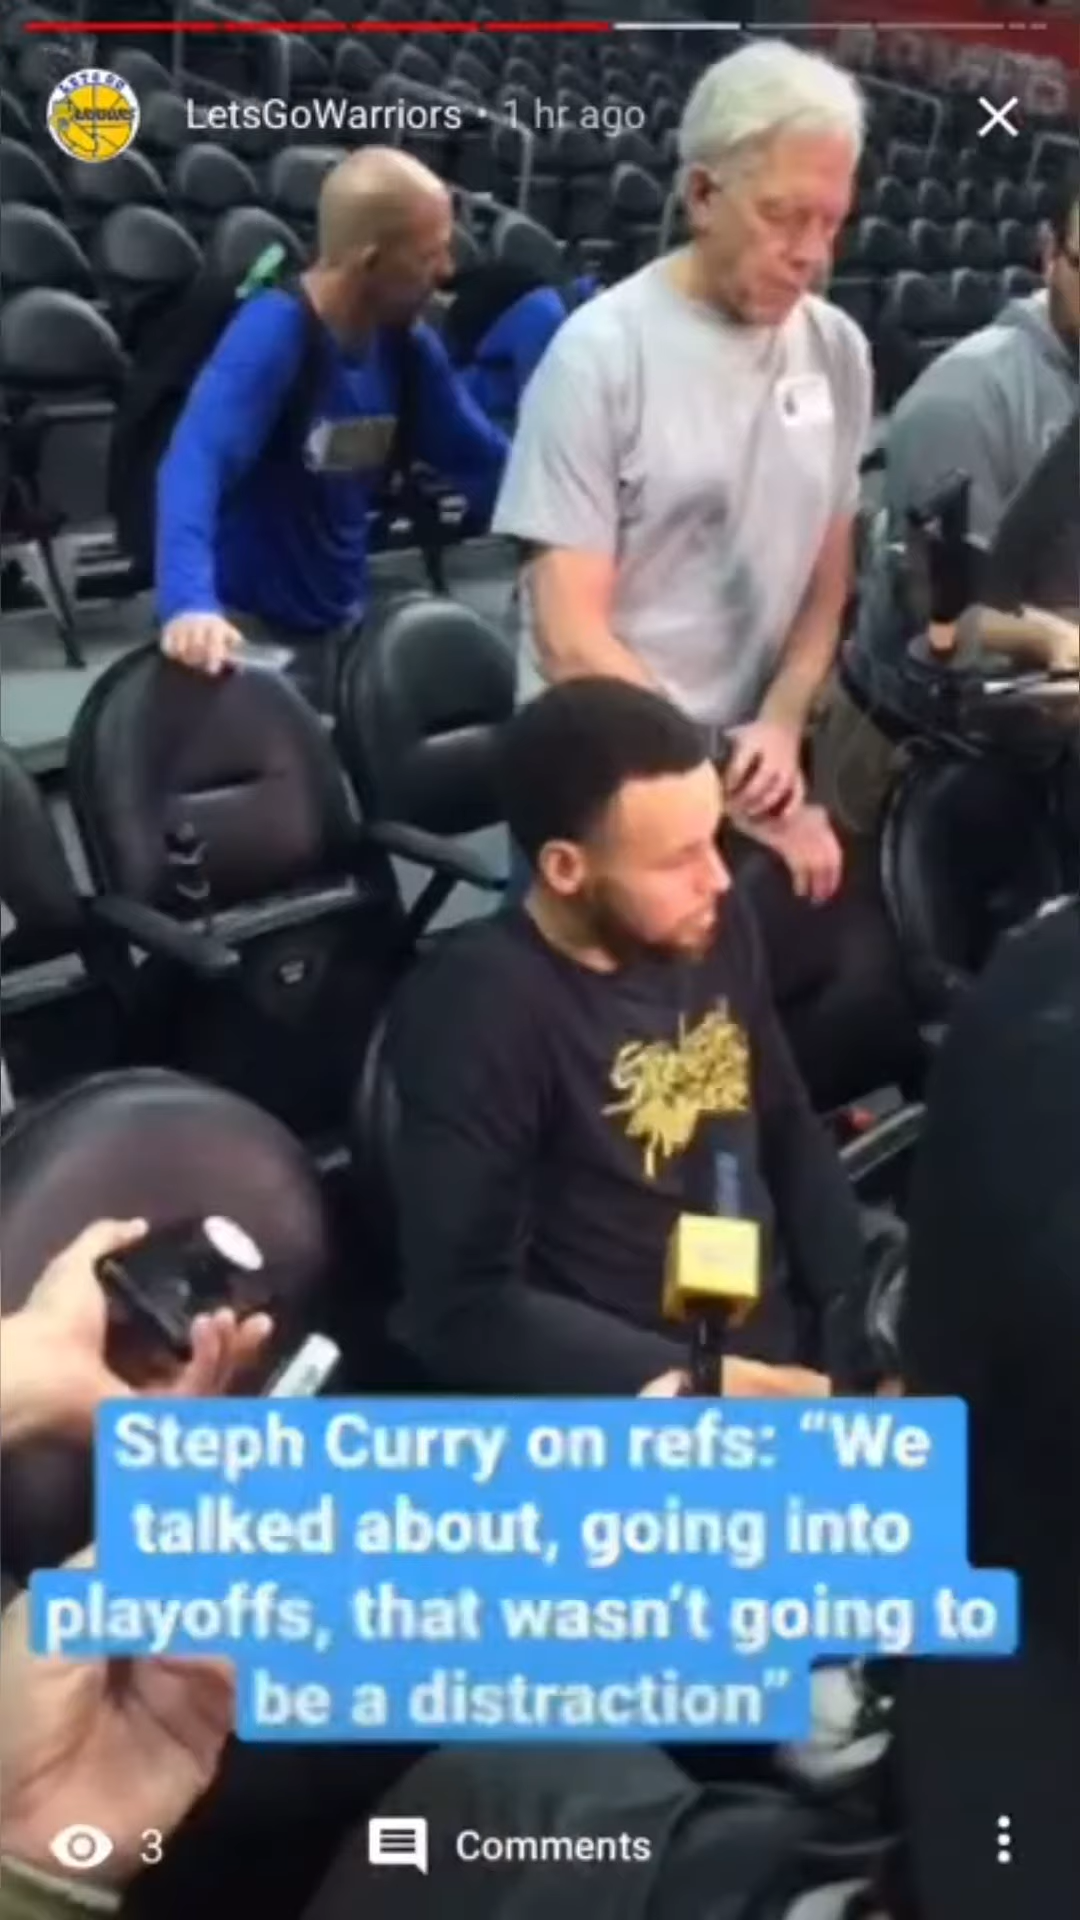 LetsGoWarriors · 1 hr ago
Steph Curry on refs: “We
talked about, going into
playoffs, that wasn’t going to
be a distraction”
3
Comments